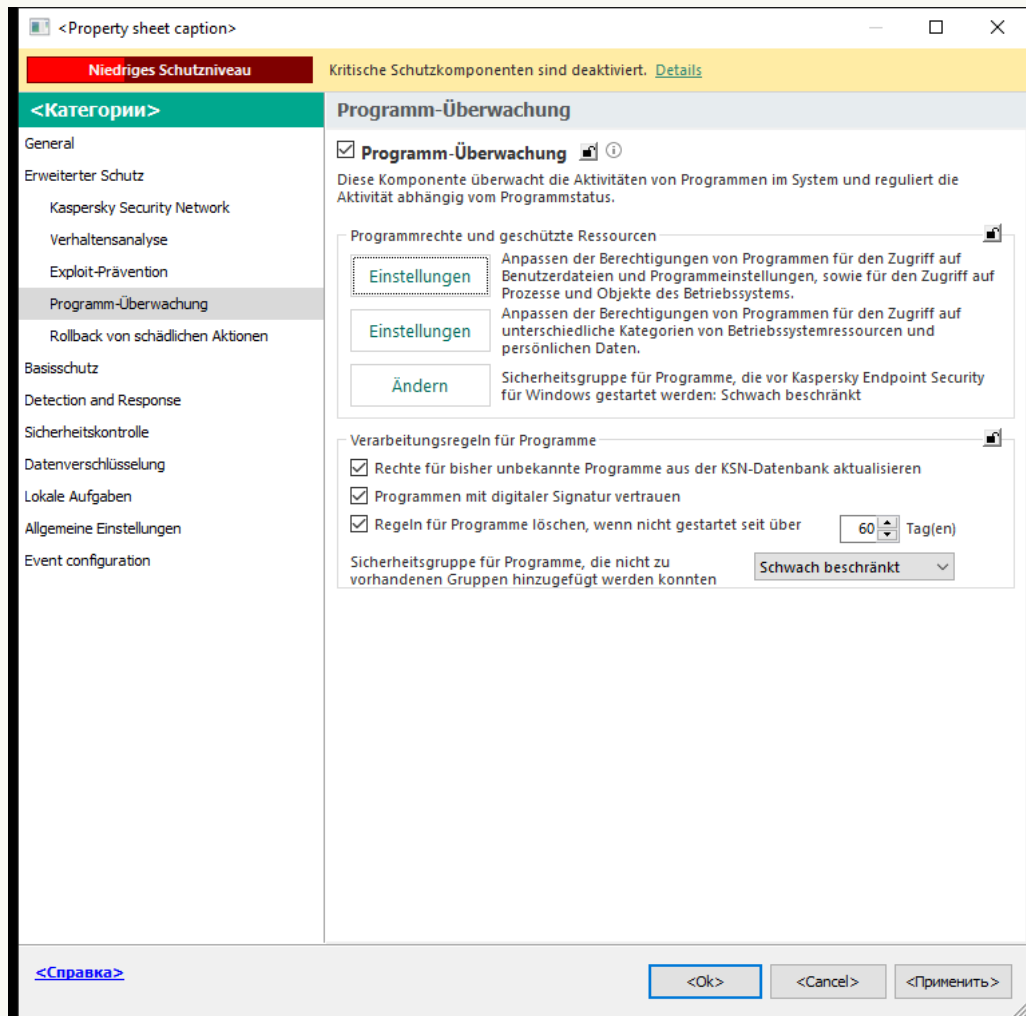 <Property sheet caption>
Niedriges Schutzniveau
Kritische Schutzkomponenten sind deaktiviert. Details
<Категории>
General
Erweiterter Schutz
Kaspersky Security Network
Verhaltensanalyse
Exploit-Prävention
Programm-Überwachung
Rollback von schädlichen Aktionen
Basisschutz
Detection and Response
Sicherheitskontrolle
Datenverschlüsselung
Lokale Aufgaben
Allgemeine Einstellungen
Event configuration
Programm-Überwachung
Programm-Überwachung
Diese Komponente überwacht die Aktivitäten von Programmen im System und reguliert die
Aktivität abhängig vom Programmstatus.
Programmrechte und geschützte Ressourcen
Einstellungen
Anpassen der Berechtigungen von Programmen für den Zugriff auf
Benutzerdateien und Programmeinstellungen, sowie für den Zugriff auf
Prozesse und Objekte des Betriebssystems.
Einstellungen
Anpassen der Berechtigungen von Programmen für den Zugriff auf
unterschiedliche Kategorien von Betriebssystemressourcen und
persönlichen Daten.
Ändern
Sicherheitsgruppe für Programme, die vor Kaspersky Endpoint Security
für Windows gestartet werden: Schwach beschränkt
Verarbeitungsregeln für Programme
Rechte für bisher unbekannte Programme aus der KSN-Datenbank aktualisieren
Programmen mit digitaler Signatur vertrauen
Regeln für Programme löschen, wenn nicht gestartet seit über 60 Tag(en)
Sicherheitsgruppe für Programme, die nicht zu
vorhandenen Gruppen hinzugefügt werden konnten
Schwach beschränkt
<Справка>
<Ok> <Cancel> <Применить>